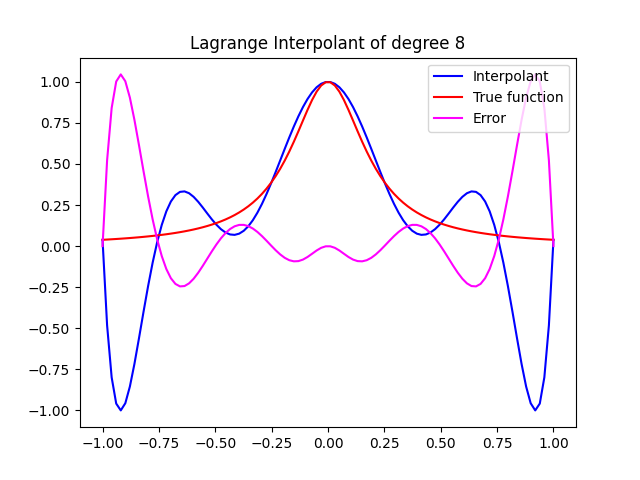 Lagrange Interpolant of degree 8
Interpolant
True function
Error
1.00
0.75
0.50
0.25
0.00
−0.25
−0.50
−0.75
−1.00
−1.00 −0.75 −0.50 −0.25 0.00 0.25 0.50 0.75 1.00